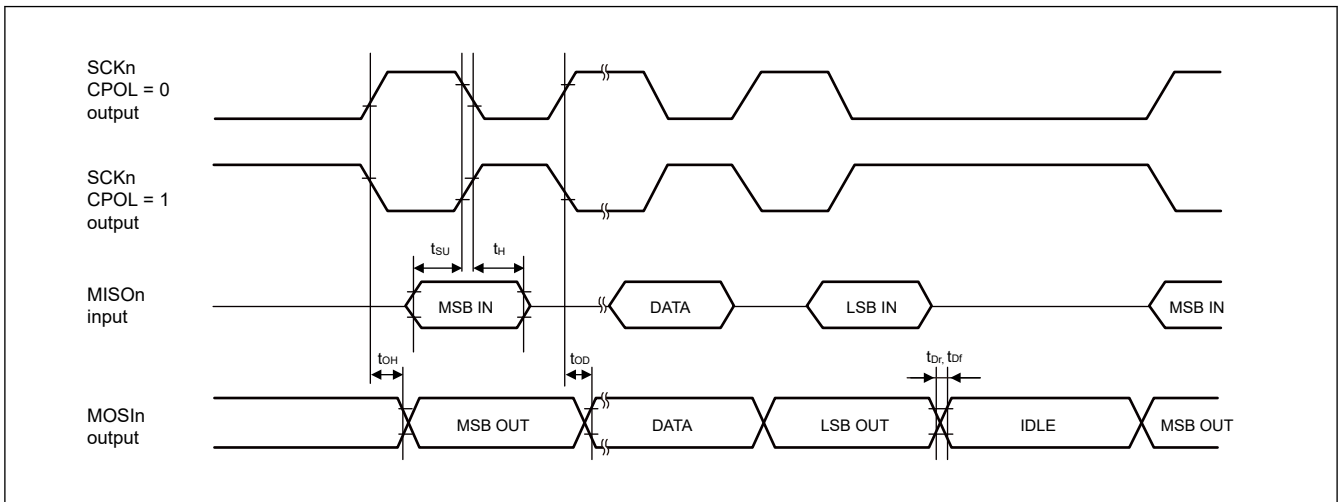 SCKn
CPOL = 0
output
SCKn
CPOL = 1
output
tSU
tH
MISOn
input
MSB IN
DATA
LSB IN
MSB IN
tOH
tOD
tDr, tDf
MOSIn
output
MSB OUT
DATA
LSB OUT
IDLE
MSB OUT